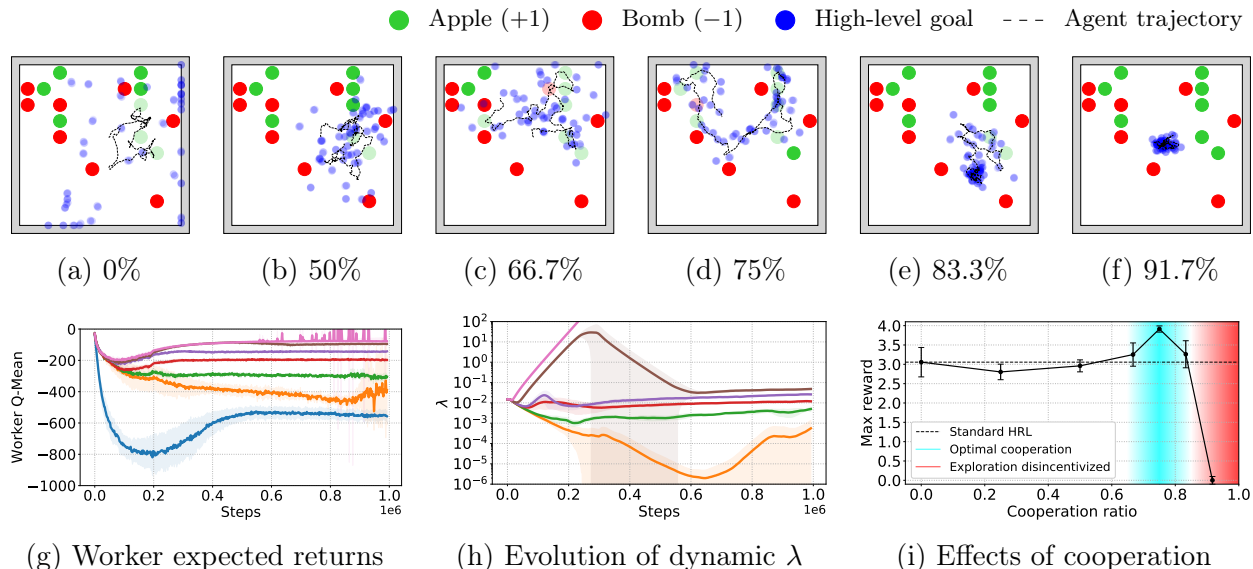 Apple (+1) Bomb (−1) High-level goal --- Agent trajectory
(a) 0% (b) 50% (c) 66.7% (d) 75% (e) 83.3% (f) 91.7%
Worker Q-Mean
0
−200
−400
−600
−800
−1000
0.0 0.2 0.4 0.6 0.8 1.0
1e6
Steps
(g) Worker expected returns
λ
10²
10¹
10⁰
10⁻¹
10⁻²
10⁻³
10⁻⁴
10⁻⁵
10⁻⁶
0.0 0.2 0.4 0.6 0.8 1.0
1e6
Steps
(h) Evolution of dynamic λ
Max reward
4.0
3.5
3.0
2.5
2.0
1.5
1.0
0.5
0.0
Standard HRL
Optimal cooperation
Exploration disincentivized
0.0 0.2 0.4 0.6 0.8 1.0
Cooperation ratio
(i) Effects of cooperation